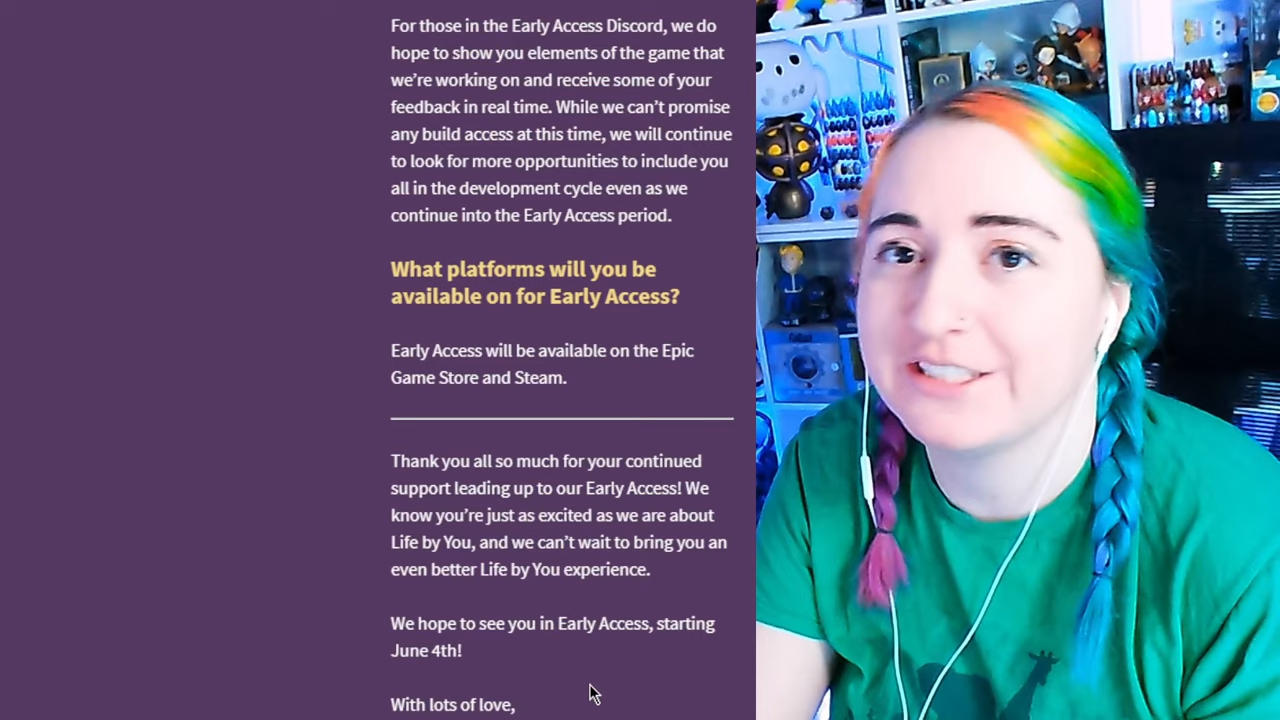 For those in the Early Access Discord, we do
hope to show you elements of the game that
we’re working on and receive some of your
feedback in real time. While we can’t promise
any build access at this time, we will continue
to look for more opportunities to include you
all in the development cycle even as we
continue into the Early Access period.
What platforms will you be
available on for Early Access?
Early Access will be available on the Epic
Game Store and Steam.
Thank you all so much for your continued
support leading up to our Early Access! We
know you’re just as excited as we are about
Life by You, and we can’t wait to bring you an
even better Life by You experience.
We hope to see you in Early Access, starting
June 4th!
With lots of love,